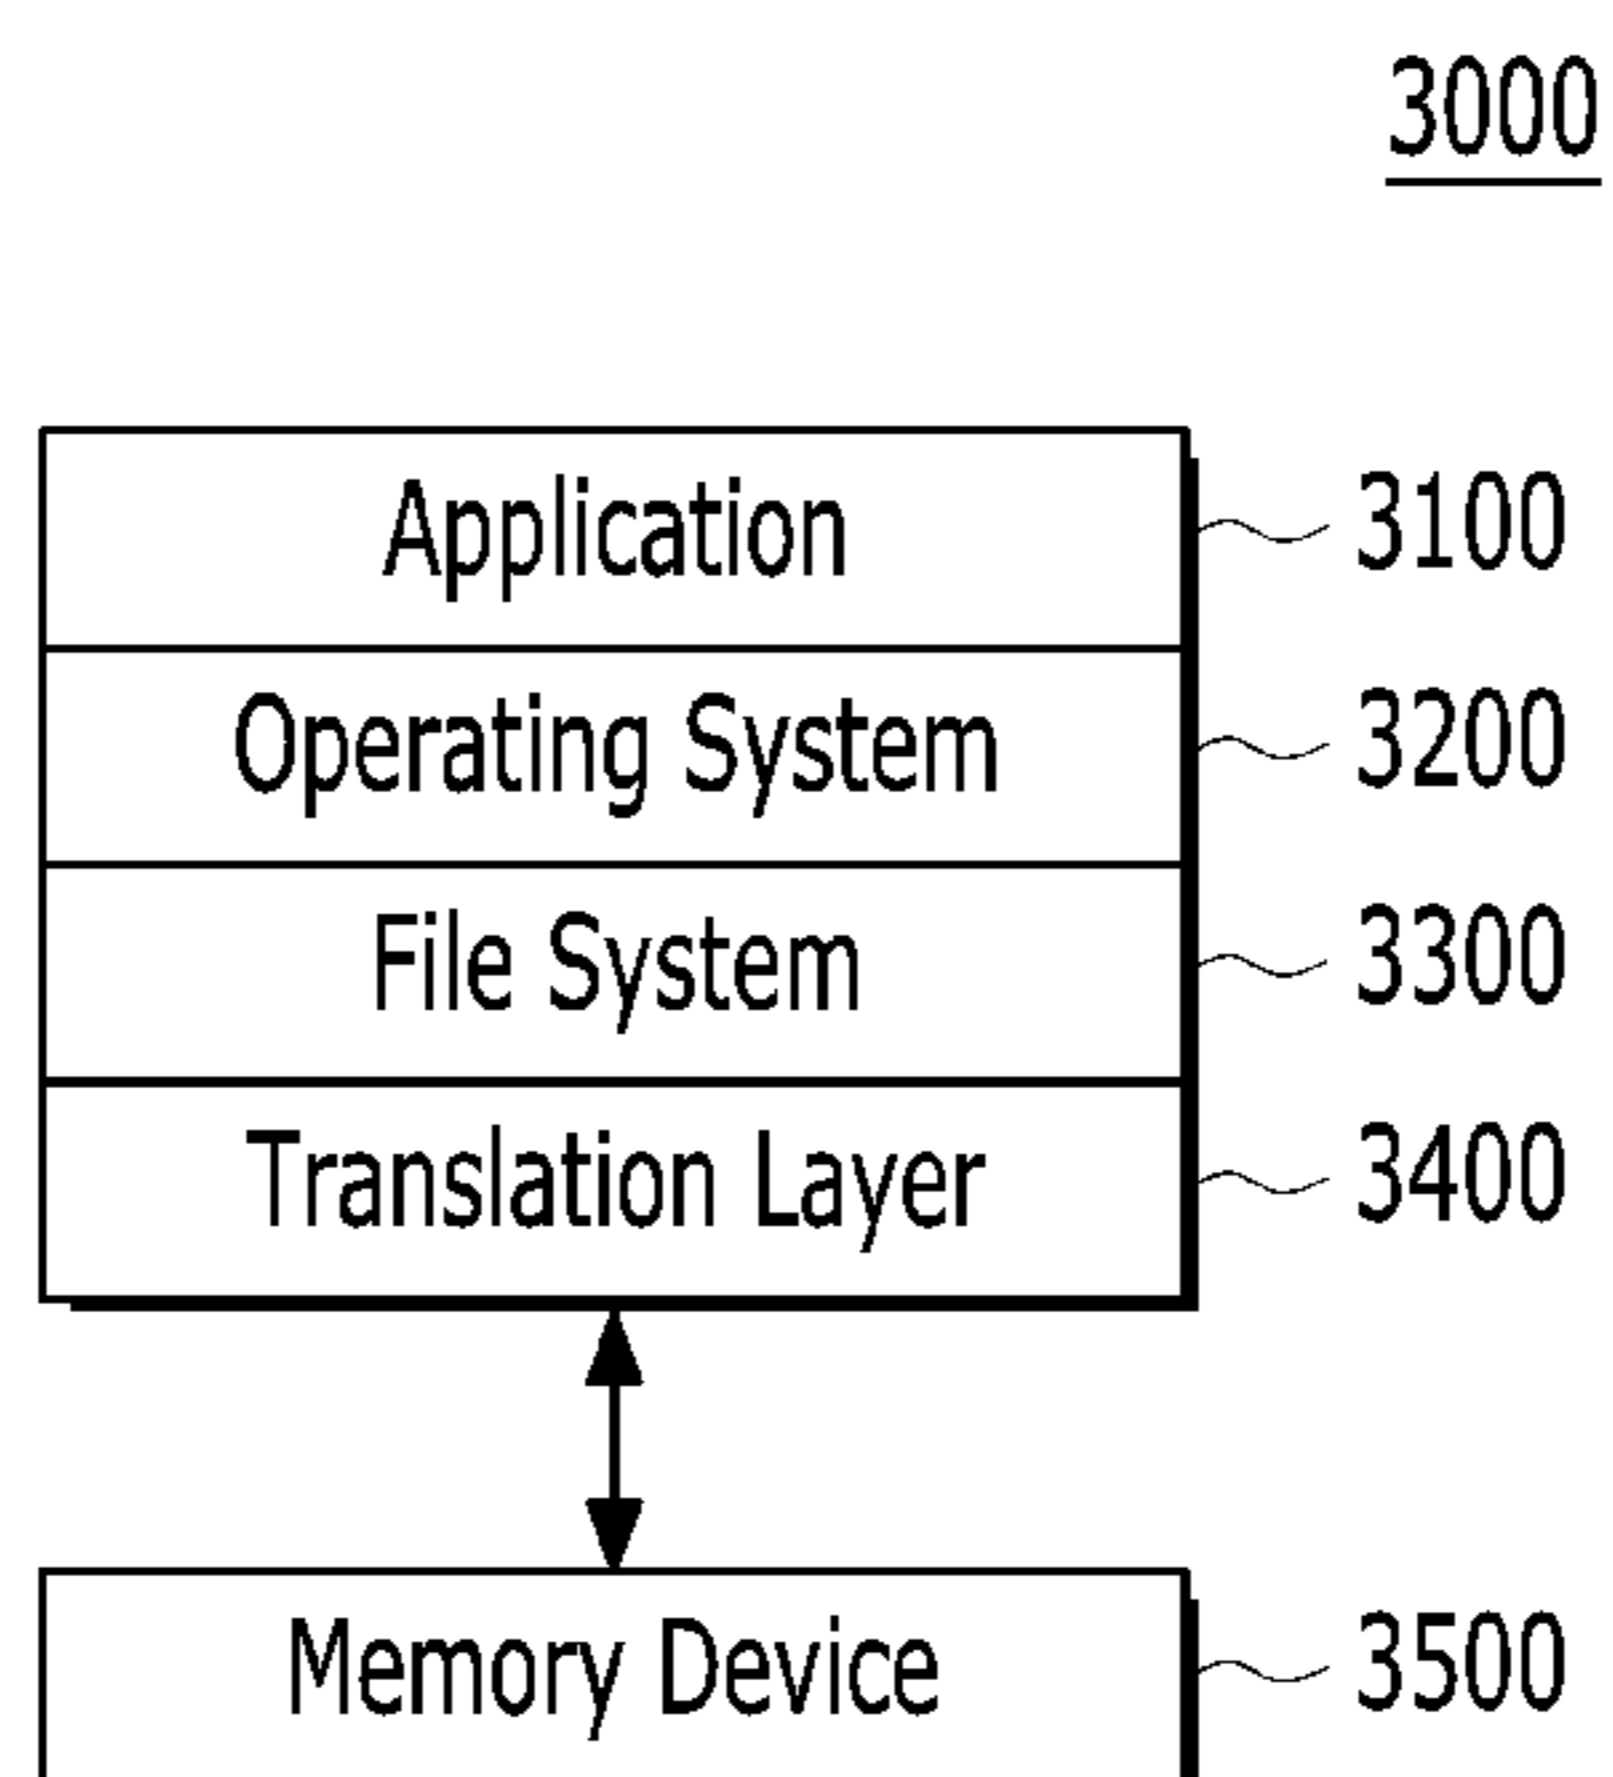 3000
Application 3100
Operating System 3200
File System 3300
Translation Layer 3400
Memory Device 3500